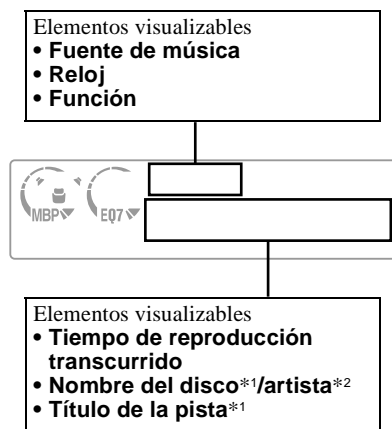 Elementos visualizables
• Fuente de música
• Reloj
• Función
MBP EQ7
Elementos visualizables
• Tiempo de reproducción
transcurrido
• Nombre del disco*1/artista*2
• Título de la pista*1